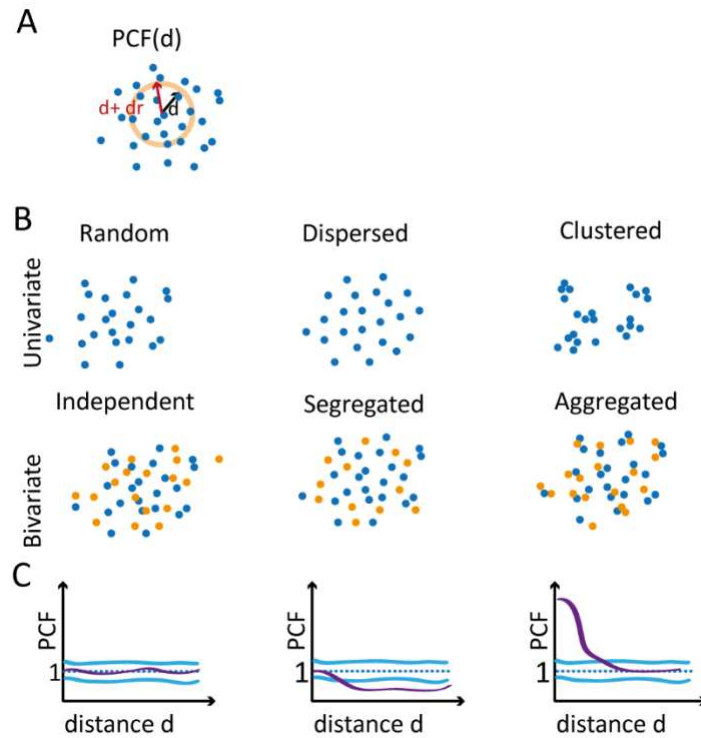 A
PCF(d)
d+ dr
d
B
Random
Dispersed
Clustered
Univariate
Independent
Segregated
Aggregated
Bivariate
C
PCF
1
distance d
PCF
1
distance d
PCF
1
distance d